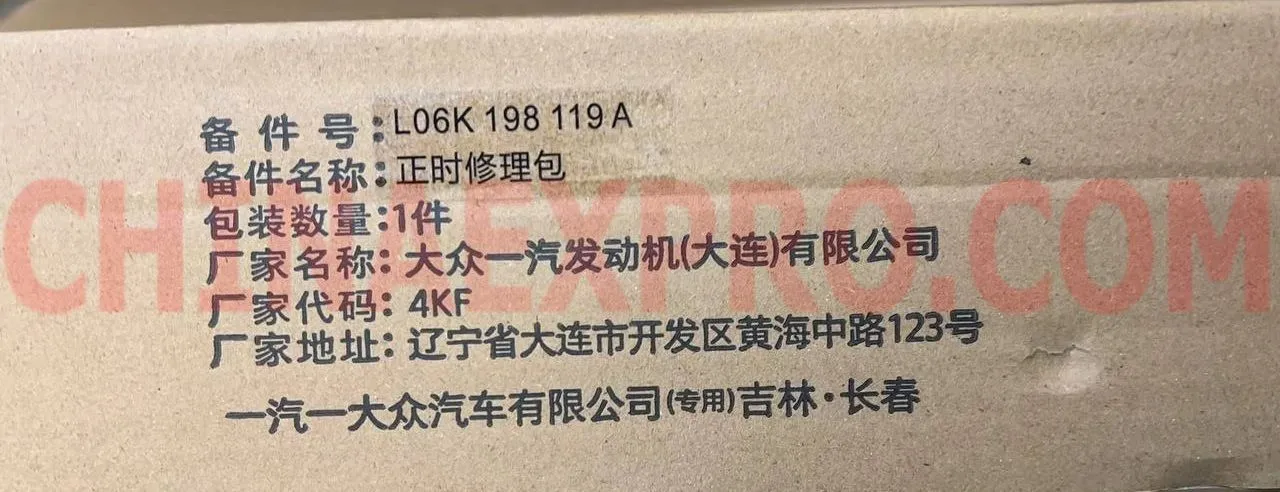 备件号:L06K 198 119 A
备件名称:正时修理包
包装数量:1件
厂家名称:大众一汽发动机(大连)有限公司
厂家代码:4KF
厂家地址:辽宁省大连市开发区黄海中路123号
一汽一大众汽车有限公司(专用)吉林·长春
CHINAEXPRO.COM